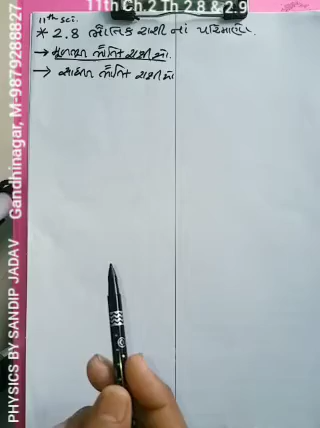 11th Ch.2 Th 2.8 & 2.9
11th sci.
* 2.8 ભૌતિક રાશી નાં પરિમાણો.
→ મૂળભૂત ભૌતિક રાશીઓ.
→ સાધિત ભૌતિક રાશીઓ
PHYSICS BY SANDIP JADAV Gandhinagar, M-9879288827